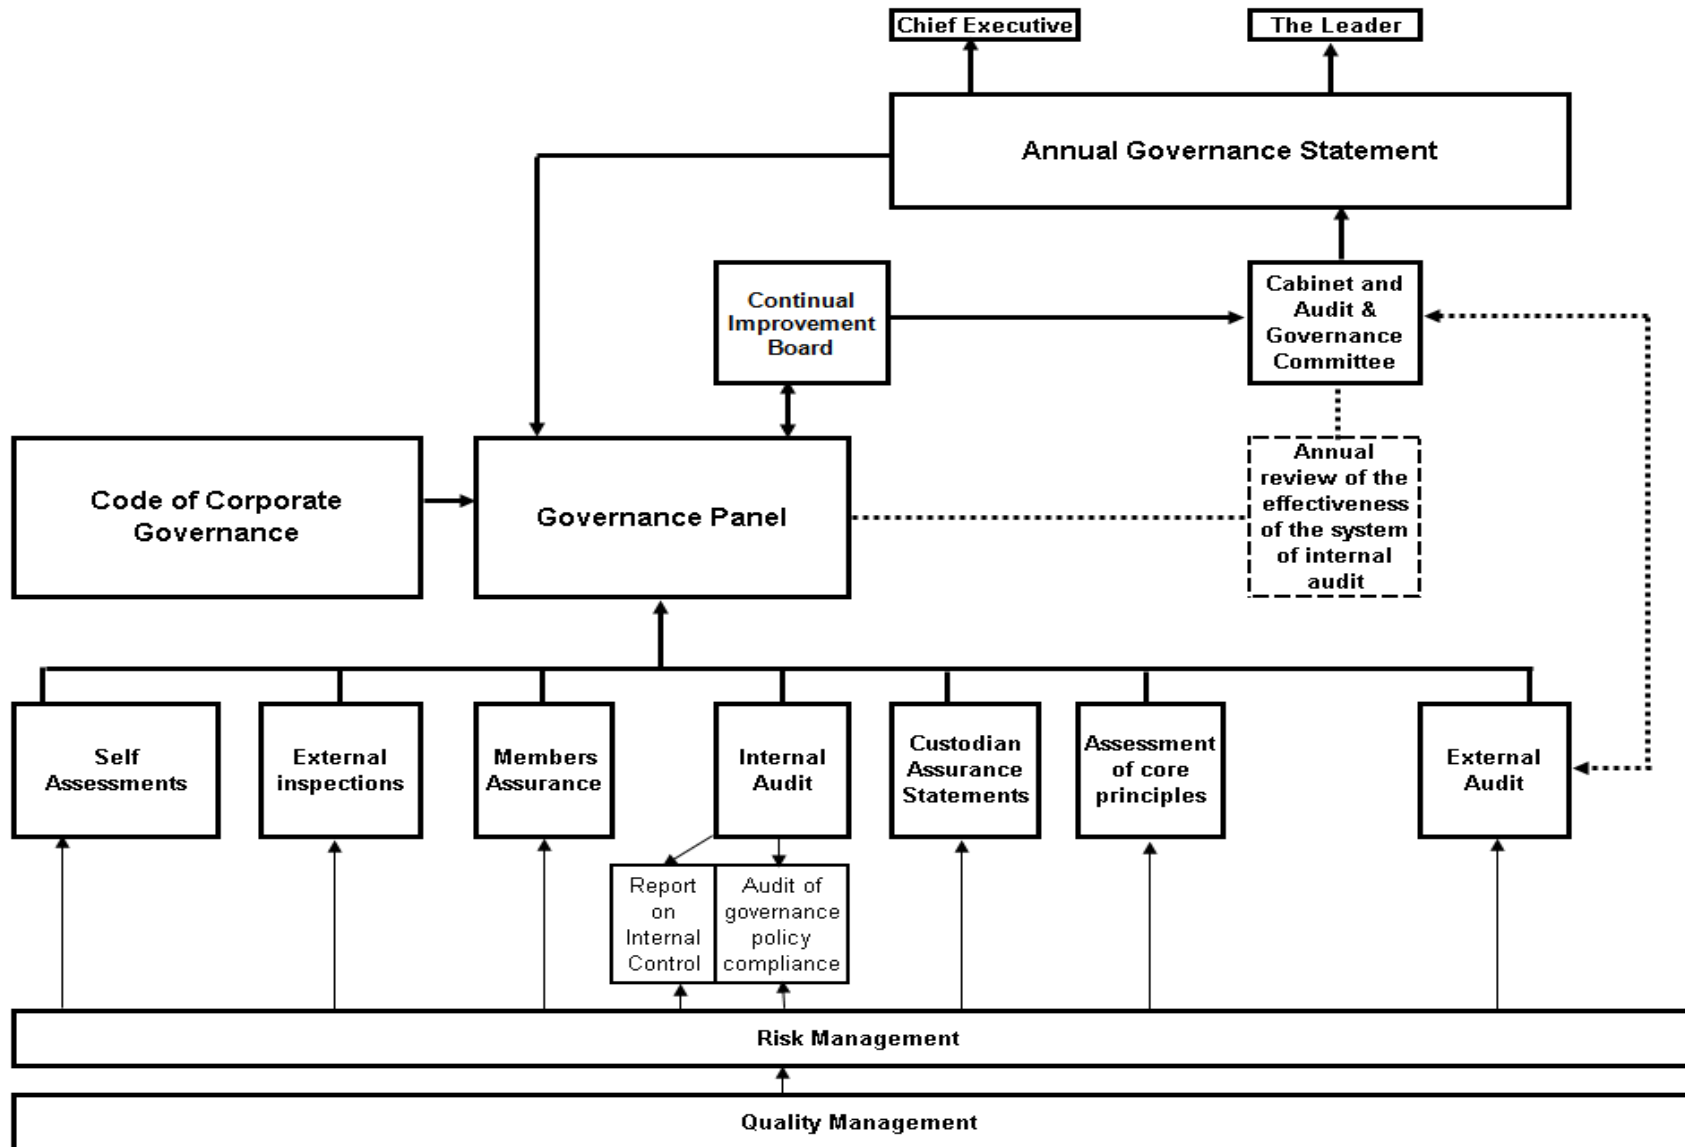 Chief Executive
The Leader
Annual Governance Statement
Continual
Improvement
Board
Cabinet and
Audit &
Governance
Committee
Code of Corporate
Governance
Governance Panel
Annual
review of the
effectiveness
of the system
of internal
audit
Self
Assessments
External
inspections
Members
Assurance
Internal
Audit
Custodian
Assurance
Statements
Assessment
of core
principles
External
Audit
Report
on
Internal
Control
Audit of
governance
policy
compliance
Risk Management
Quality Management